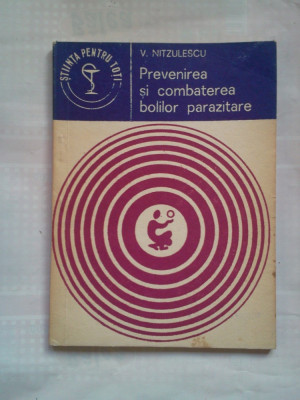 ȘTIINȚA PENTRU TOȚI
V. NITZULESCU
Prevenirea
și combaterea
bolilor parazitare